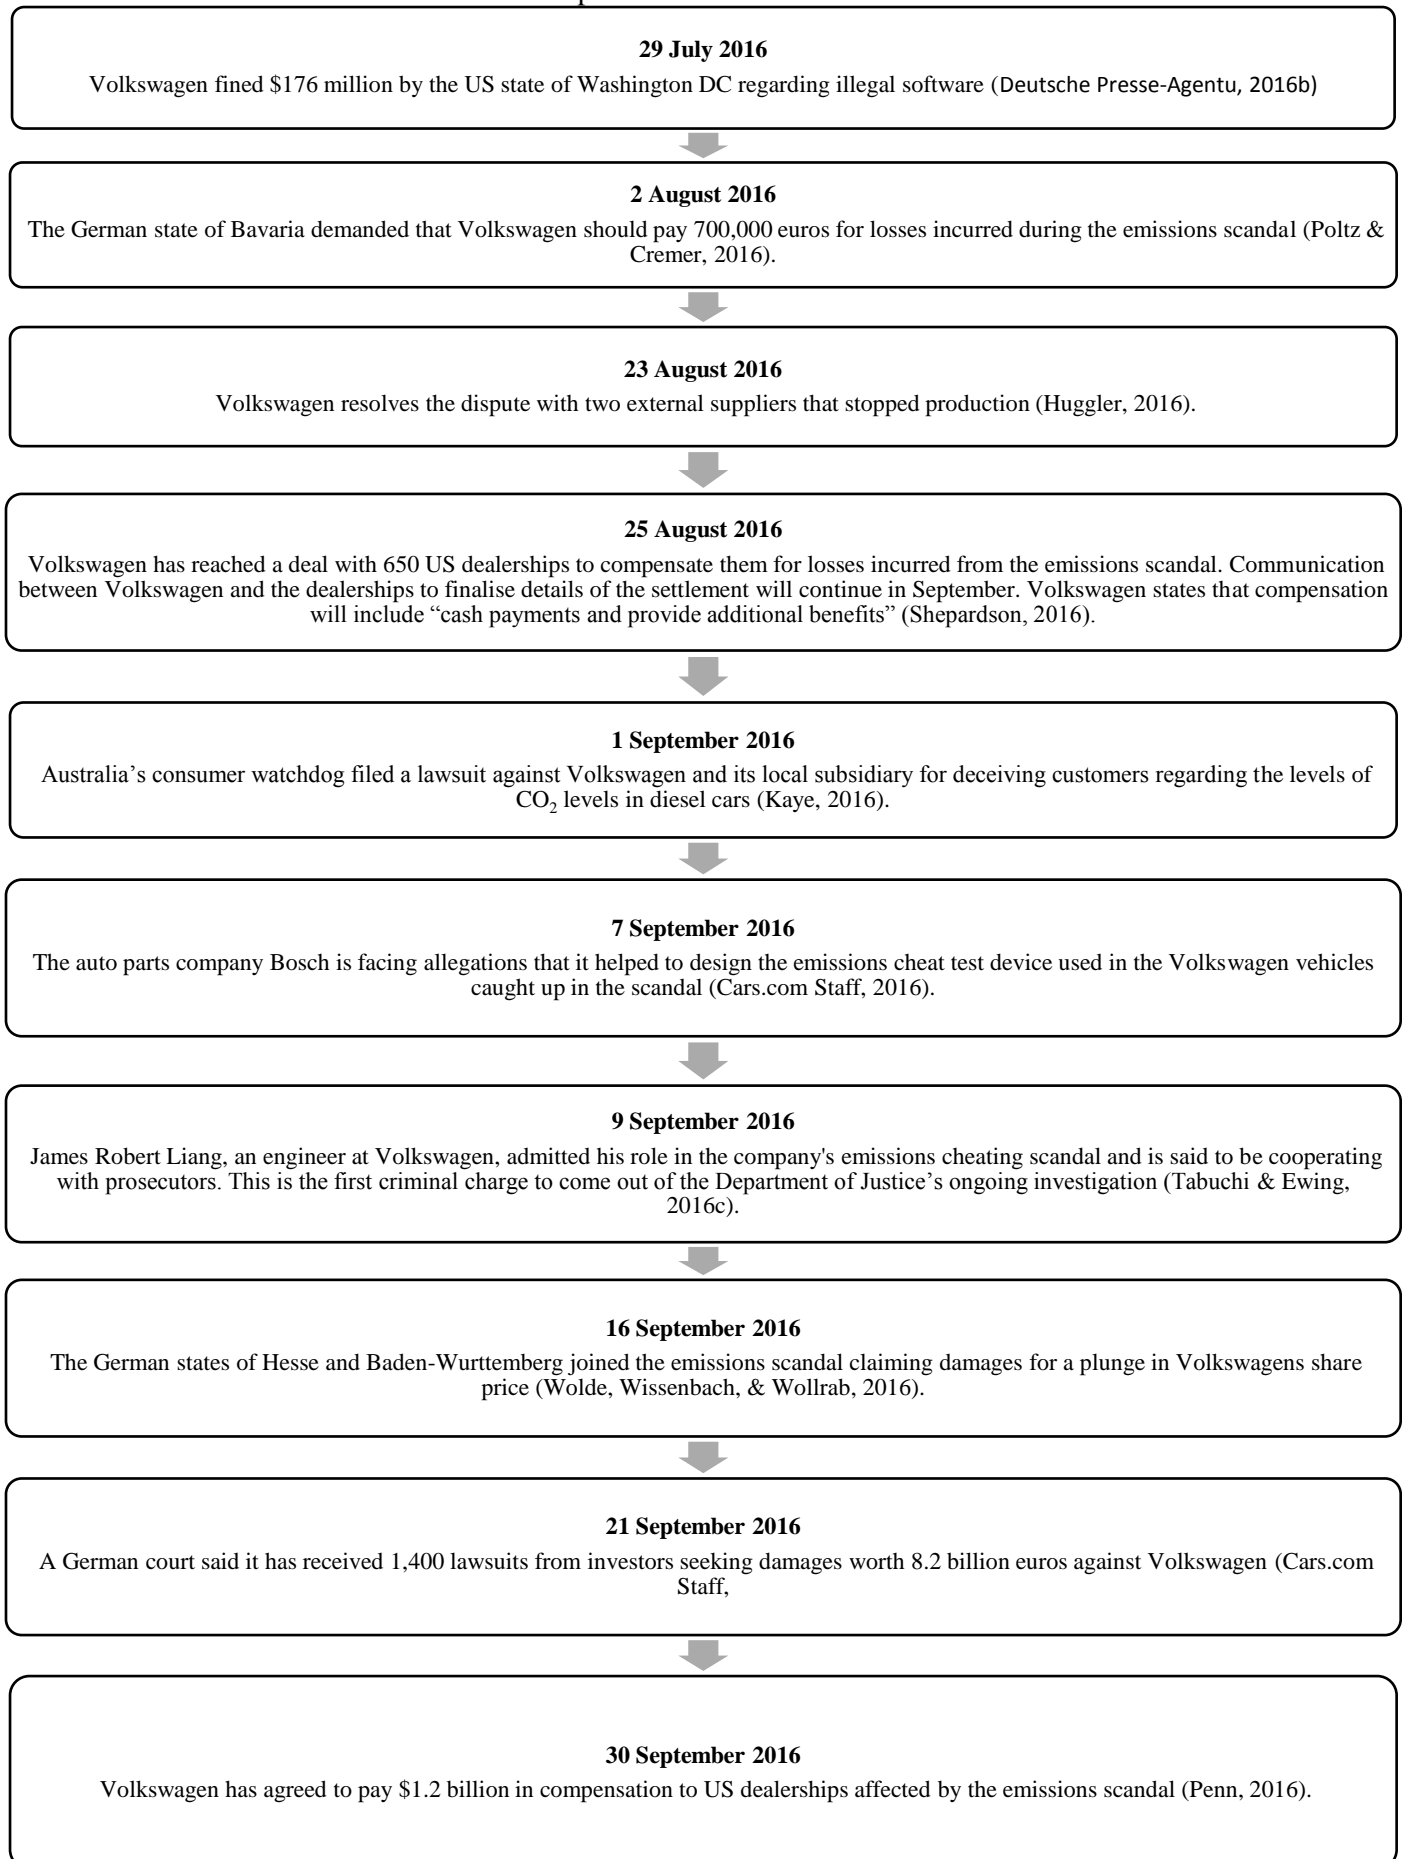 29 July 2016
Volkswagen fined $176 million by the US state of Washington DC regarding illegal software (Deutsche Presse-Agentu, 2016b)
2 August 2016
The German state of Bavaria demanded that Volkswagen should pay 700,000 euros for losses incurred during the emissions scandal (Poltz &
Cremer, 2016).
23 August 2016
Volkswagen resolves the dispute with two external suppliers that stopped production (Huggler, 2016).
25 August 2016
Volkswagen has reached a deal with 650 US dealerships to compensate them for losses incurred from the emissions scandal. Communication
between Volkswagen and the dealerships to finalise details of the settlement will continue in September. Volkswagen states that compensation
will include “cash payments and provide additional benefits” (Shepardson, 2016).
1 September 2016
Australia’s consumer watchdog filed a lawsuit against Volkswagen and its local subsidiary for deceiving customers regarding the levels of
CO₂ levels in diesel cars (Kaye, 2016).
7 September 2016
The auto parts company Bosch is facing allegations that it helped to design the emissions cheat test device used in the Volkswagen vehicles
caught up in the scandal (Cars.com Staff, 2016).
9 September 2016
James Robert Liang, an engineer at Volkswagen, admitted his role in the company's emissions cheating scandal and is said to be cooperating
with prosecutors. This is the first criminal charge to come out of the Department of Justice’s ongoing investigation (Tabuchi & Ewing,
2016c).
16 September 2016
The German states of Hesse and Baden-Wurttemberg joined the emissions scandal claiming damages for a plunge in Volkswagens share
price (Wolde, Wissenbach, & Wollrab, 2016).
21 September 2016
A German court said it has received 1,400 lawsuits from investors seeking damages worth 8.2 billion euros against Volkswagen (Cars.com
Staff,
30 September 2016
Volkswagen has agreed to pay $1.2 billion in compensation to US dealerships affected by the emissions scandal (Penn, 2016).